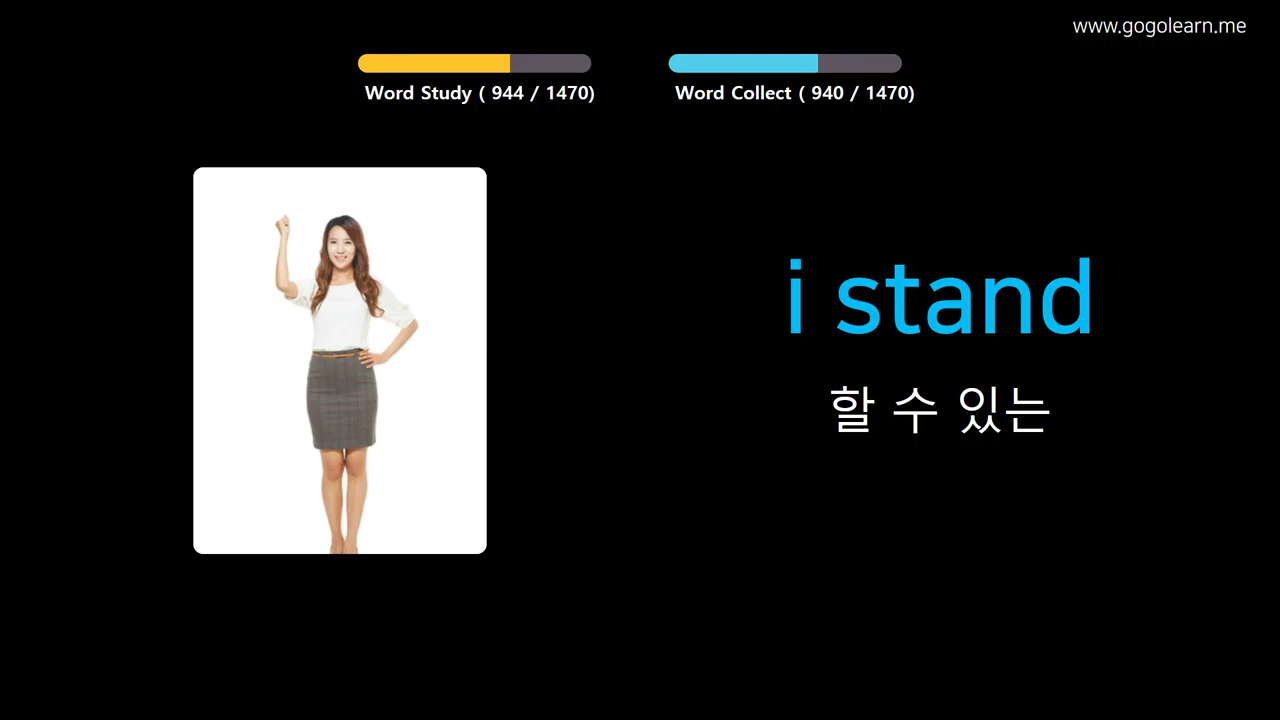 www.gogolearn.me
Word Study ( 944 / 1470)
Word Collect ( 940 / 1470)
i stand
할 수 있는